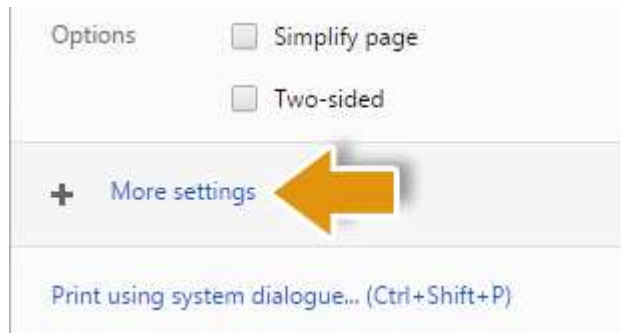 Options Simplify page
Two-sided
More settings
Print using system dialogue... (Ctrl+Shift+P)